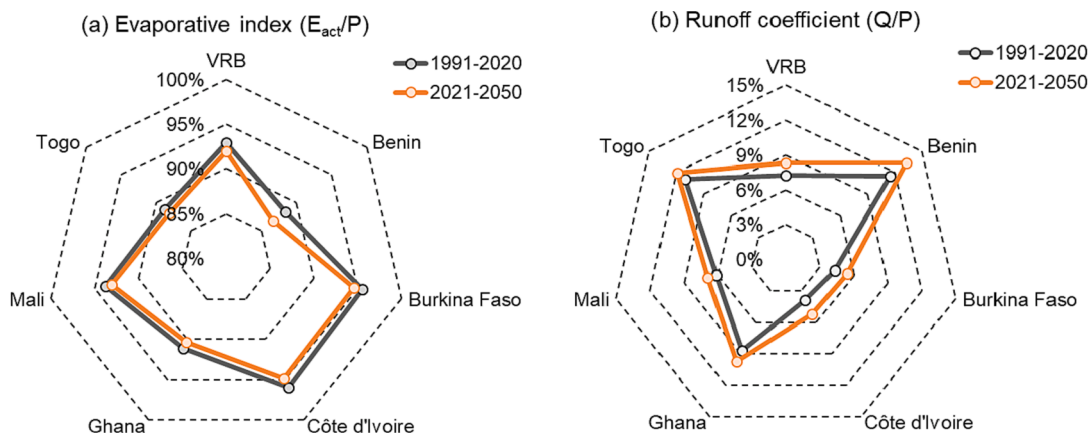 (a) Evaporative index (E_act/P)
1991-2020
2021-2050
VRB
100%
95%
90%
85%
80%
Togo
Benin
Mali
Burkina Faso
Ghana
Côte d'Ivoire
(b) Runoff coefficient (Q/P)
1991-2020
2021-2050
VRB
15%
12%
9%
6%
3%
0%
Togo
Benin
Mali
Burkina Faso
Ghana
Côte d'Ivoire